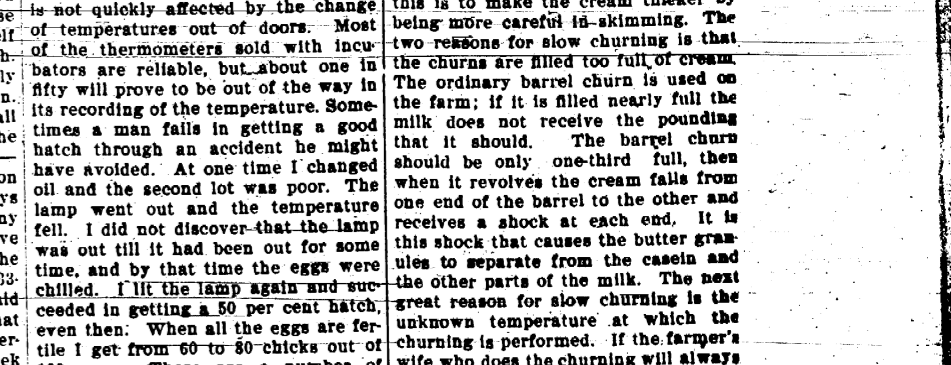 is not quickly affected by the change
of temperatures out of doors. Most
of the thermometers sold with incu-
bators are reliable, but about one in
fifty will prove to be out of the way in
its recording of the temperature. Some-
times a man fails in getting a good
hatch through an accident he might
have avoided. At one time I changed
oil and the second lot was poor. The
lamp went out and the temperature
fell. I did not discover that the lamp
was out till it had been out for some
time, and by that time the eggs were
chilled. I lit the lamp again and suc-
ceeded in getting a 50 per cent hatch,
even then. When all the eggs are fer-
tile I get from 60 to 80 chicks out of
this is to make the cream thicker by
being more careful in skimming. The
two reasons for slow churning is that
the churns are filled too full of cream.
The ordinary barrel churn is used on
the farm; if it is filled nearly full the
milk does not receive the pounding
that it should. The barrel churn
should be only one-third full, then
when it revolves the cream falls from
one end of the barrel to the other and
receives a shock at each end. It is
this shock that causes the butter gran-
ules to separate from the casein and
the other parts of the milk. The next
great reason for slow churning is the
unknown temperature at which the
churning is performed. If the farmer's
wife who does the churning will always